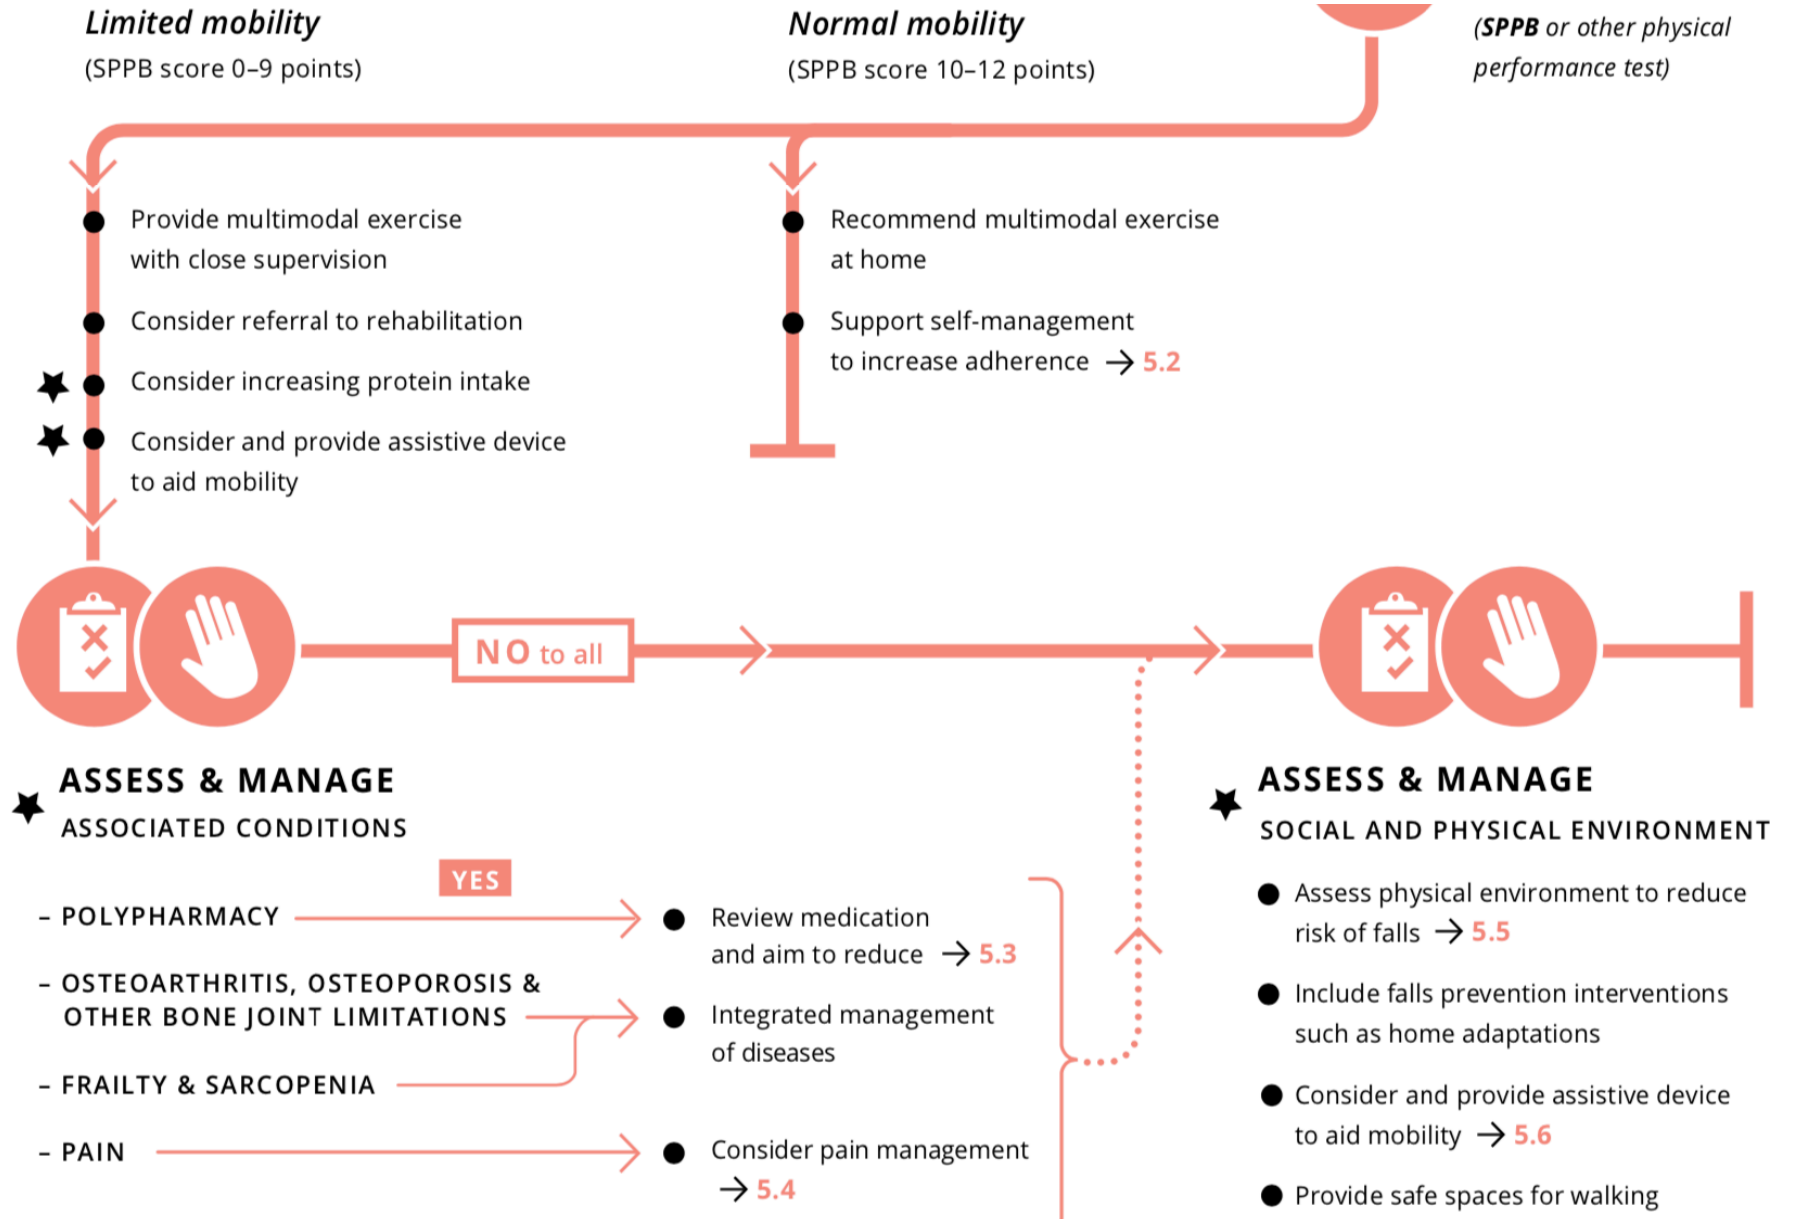 Limited mobility
(SPPB score 0–9 points)
Normal mobility
(SPPB score 10–12 points)
(SPPB or other physical
performance test)
Provide multimodal exercise
with close supervision
Consider referral to rehabilitation
Consider increasing protein intake
Consider and provide assistive device
to aid mobility
Recommend multimodal exercise
at home
Support self-management
to increase adherence → 5.2
NO to all
ASSESS & MANAGE
ASSOCIATED CONDITIONS
YES
– POLYPHARMACY
– OSTEOARTHRITIS, OSTEOPOROSIS &
OTHER BONE JOINT LIMITATIONS
– FRAILTY & SARCOPENIA
– PAIN
Review medication
and aim to reduce → 5.3
Integrated management
of diseases
Consider pain management
→ 5.4
ASSESS & MANAGE
SOCIAL AND PHYSICAL ENVIRONMENT
Assess physical environment to reduce
risk of falls → 5.5
Include falls prevention interventions
such as home adaptations
Consider and provide assistive device
to aid mobility → 5.6
Provide safe spaces for walking